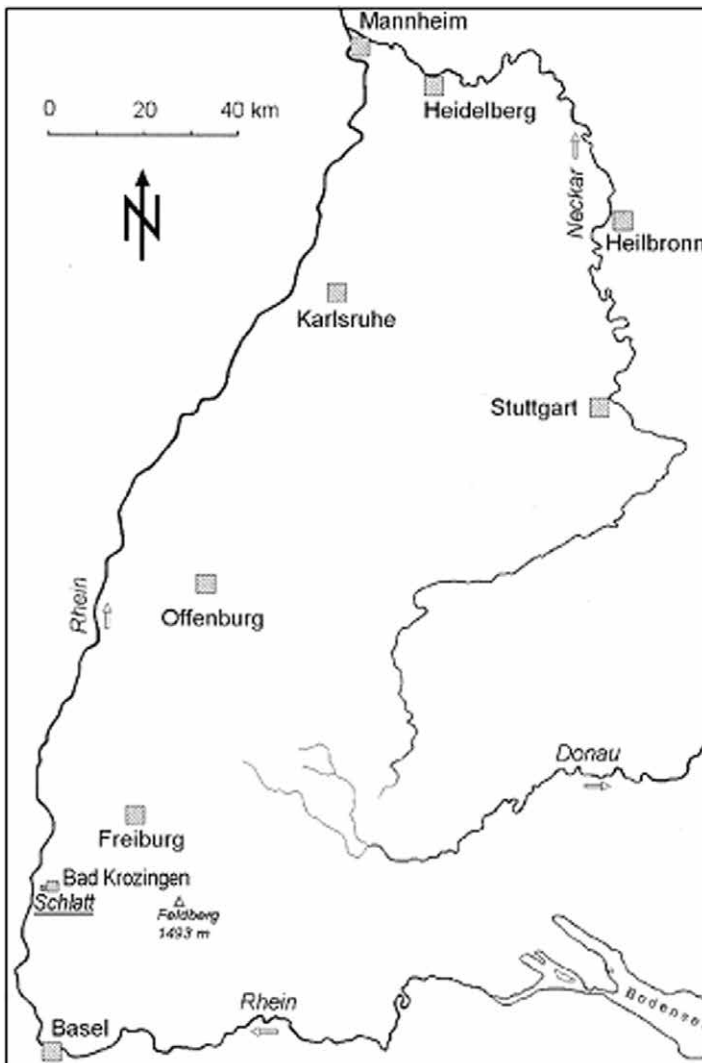 Mannheim
0 20 40 km
Heidelberg
N
Neckar
Heilbronn
Karlsruhe
Stuttgart
Rhein
Offenburg
Donau
Freiburg
Bad Krozingen
Schlatt
Feldberg
1493 m
Rhein
Bodense
Basel